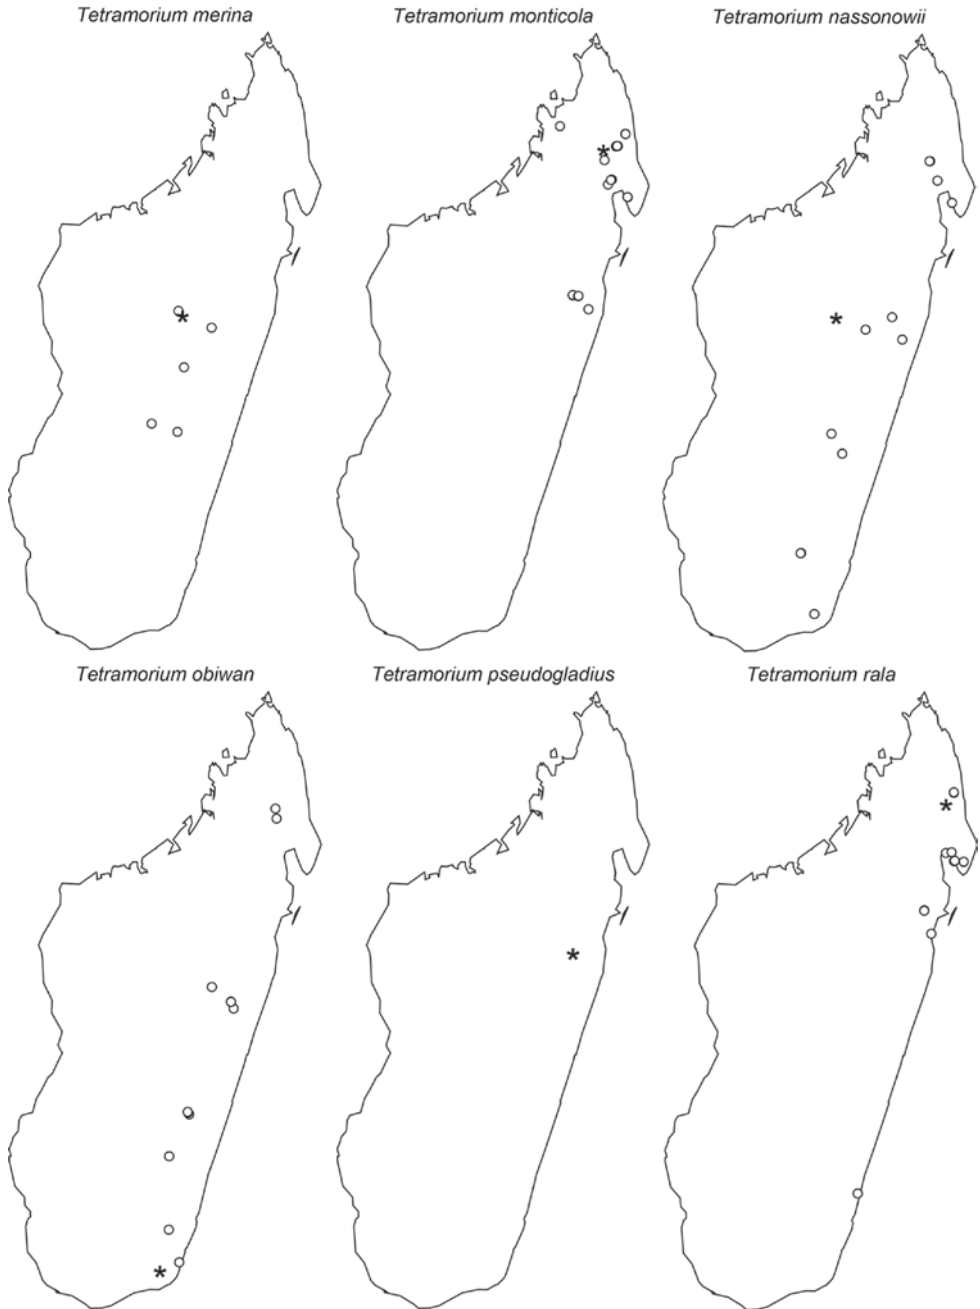 Tetramorium merina
Tetramorium monticola
Tetramorium nassonowii
Tetramorium obiwan
Tetramorium pseudogladius
Tetramorium rala